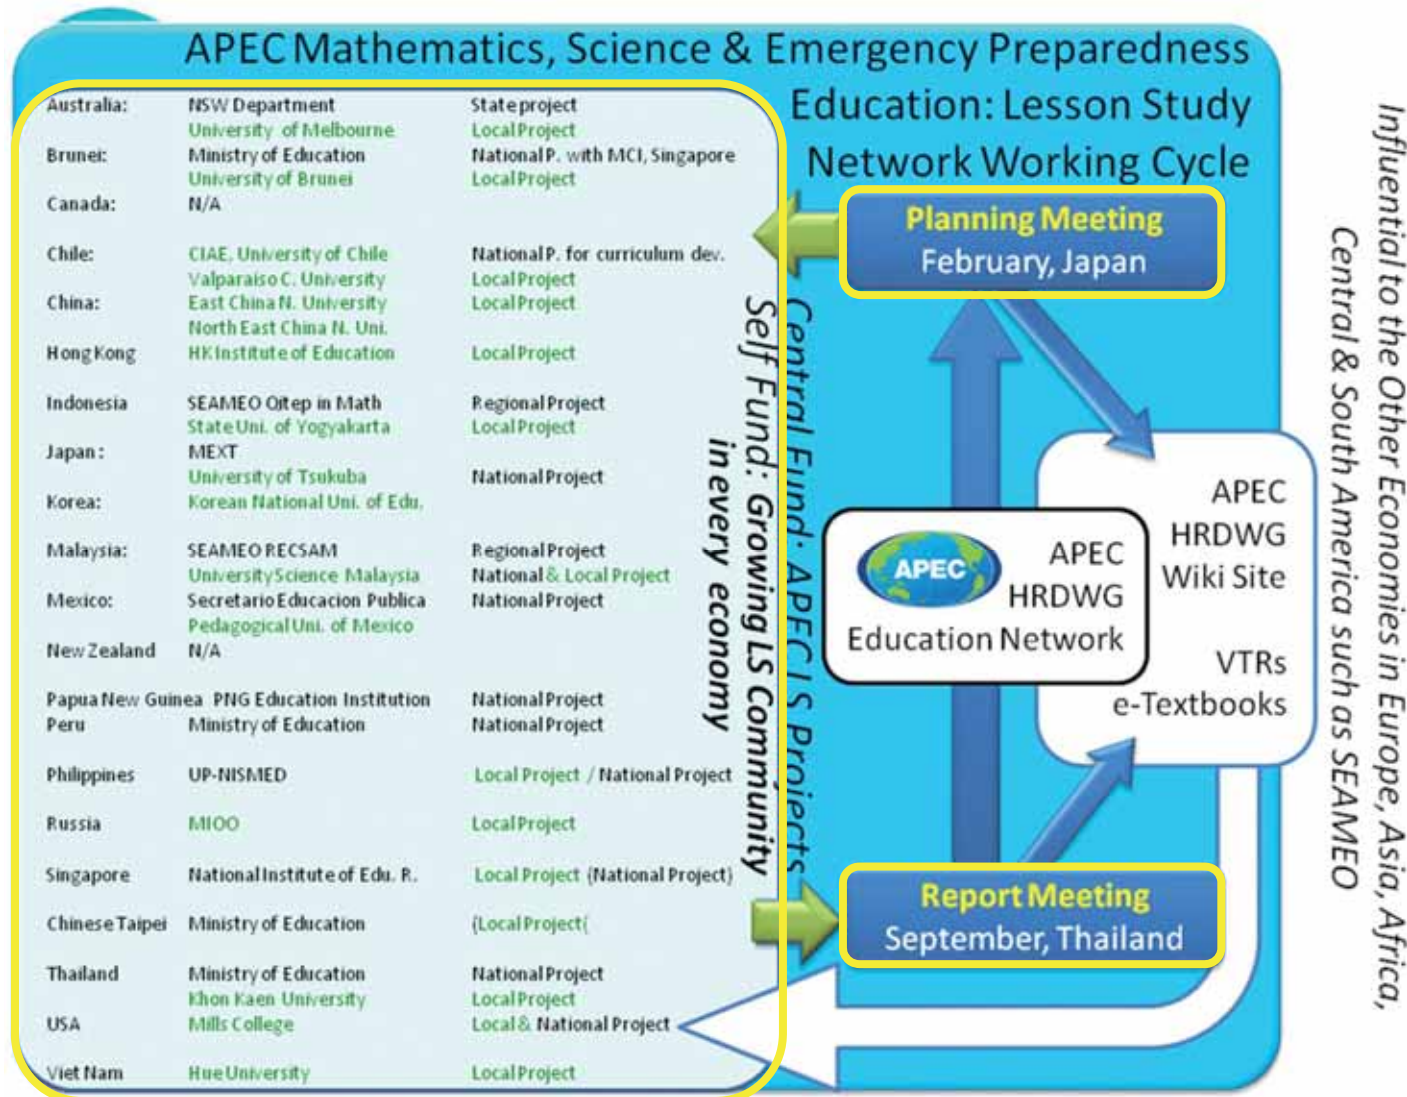 APEC Mathematics, Science & Emergency Preparedness
Education: Lesson Study
Network Working Cycle
Australia: NSW Department State project
University of Melbourne Local Project
Brunei: Ministry of Education National P. with MCI, Singapore
University of Brunei Local Project
Canada: N/A
Chile: CIAE, University of Chile National P. for curriculum dev.
Valparaiso C. University Local Project
China: East China N. University Local Project
North East China N. Uni.
Hong Kong HK Institute of Education Local Project
Indonesia SEAMEO Qitep in Math Regional Project
State Uni. of Yogyakarta Local Project
Japan: MEXT
University of Tsukuba National Project
Korea: Korean National Uni. of Edu.
Malaysia: SEAMEO RECSAM Regional Project
University Science Malaysia National & Local Project
Mexico: Secretario Educacion Publica National Project
Pedagogical Uni. of Mexico
New Zealand N/A
Papua New Guinea PNG Education Institution National Project
Peru Ministry of Education National Project
Philippines UP-NISMED Local Project / National Project
Russia MIOO Local Project
Singapore National Institute of Edu. R. Local Project (National Project)
Chinese Taipei Ministry of Education (Local Project(
Thailand Ministry of Education National Project
Khon Kaen University Local Project
USA Mills College Local & National Project
Viet Nam Hue University Local Project
Central Fund: APEC LS Projects
Self Fund: Growing LS Community
in every economy
Planning Meeting
February, Japan
APEC
HRDWG
Wiki Site
VTRs
e-Textbooks
APEC
APEC
HRDWG
Education Network
Report Meeting
September, Thailand
Influential to the Other Economies in Europe, Asia, Africa,
Central & South America such as SEAMEO